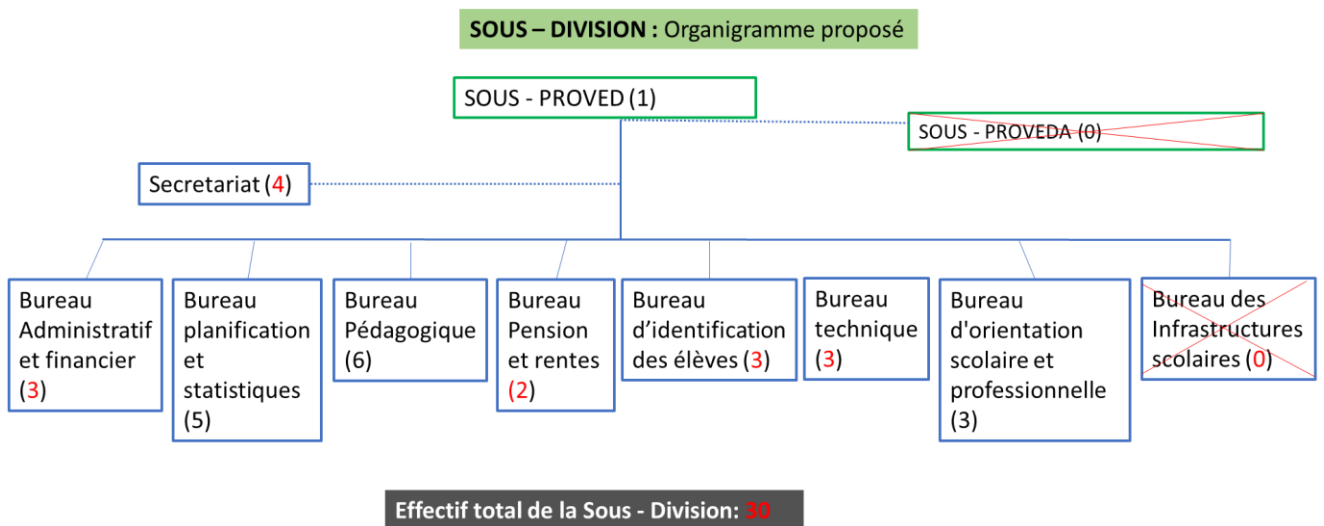 SOUS – DIVISION : Organigramme proposé
SOUS - PROVED (1)
SOUS - PROVEDA (0)
Secretariat (4)
Bureau
Administratif
et financier
(3)
Bureau
planification
et
statistiques
(5)
Bureau
Pédagogique
(6)
Bureau
Pension
et rentes
(2)
Bureau
d’identification
des élèves (3)
Bureau
technique
(3)
Bureau
d'orientation
scolaire et
professionnelle
(3)
Bureau des
Infrastructures
scolaires (0)
Effectif total de la Sous - Division: 30